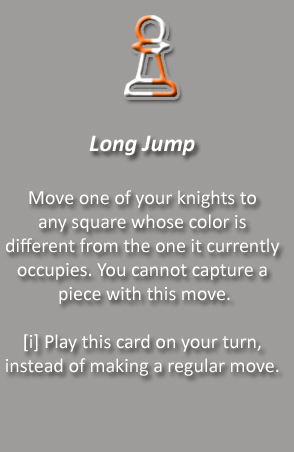 Long Jump
Move one of your knights to
any square whose color is
different from the one it currently
occupies. You cannot capture a
piece with this move.
[i] Play this card on your turn,
instead of making a regular move.